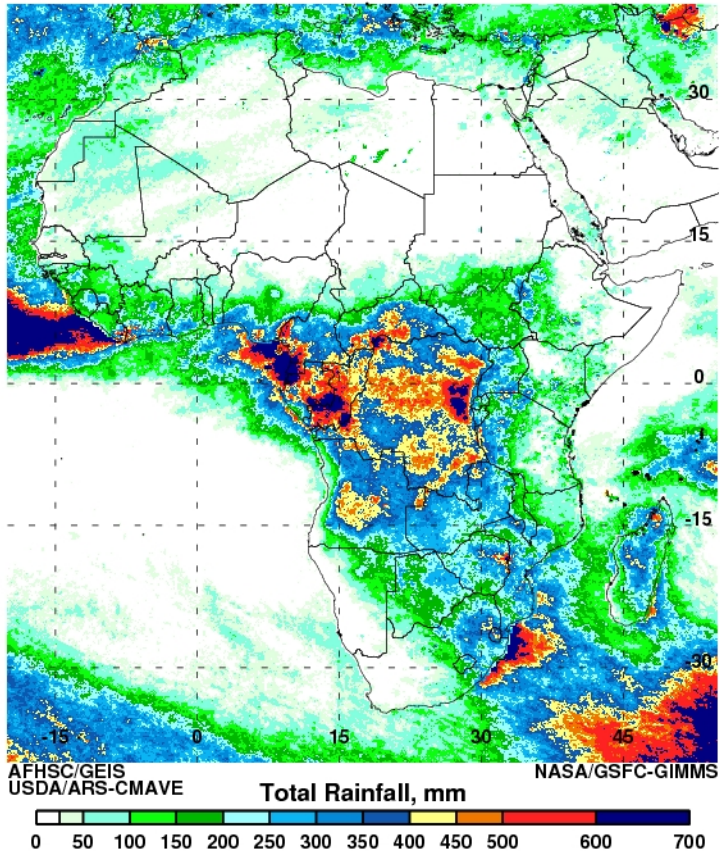 30
15
0
-15
-30
-15 0 15 30 45
AFHSC/GEIS
USDA/ARS-CMAVE
NASA/GSFC-GIMMS
Total Rainfall, mm
0 50 100 150 200 250 300 350 400 450 500 600 700